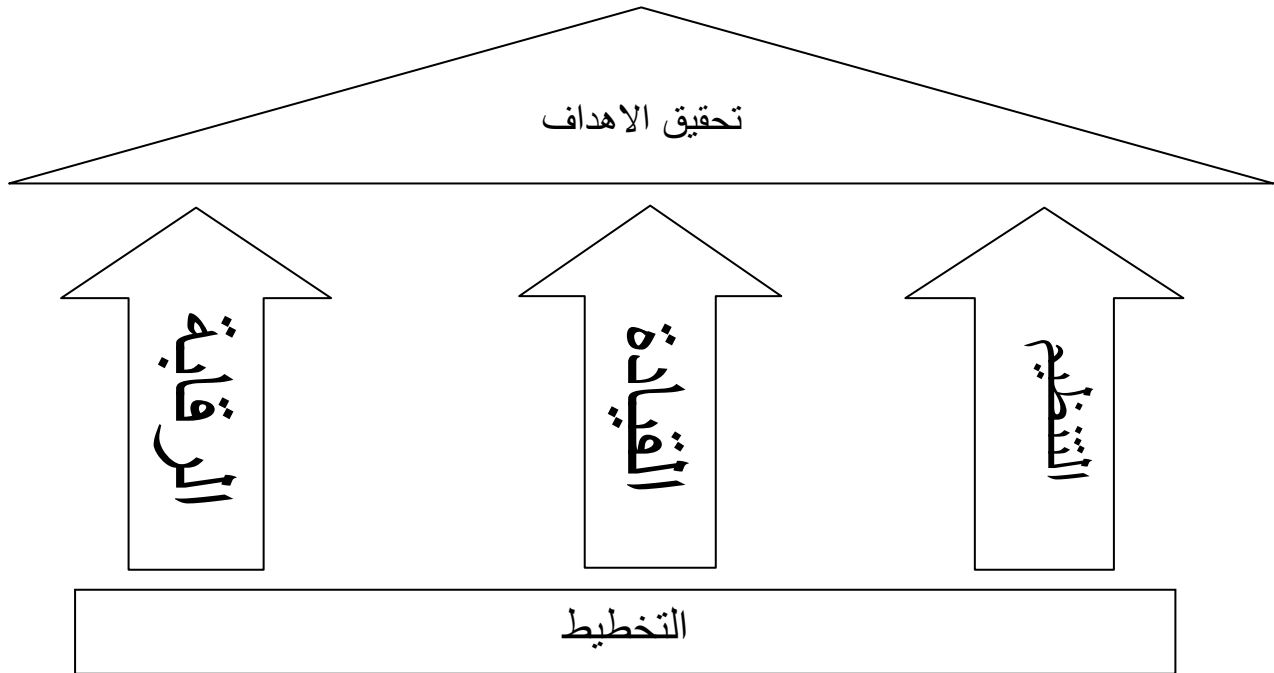 تحقيق الاهداف
التنظيم
القيادة
الرقابة
التخطيط